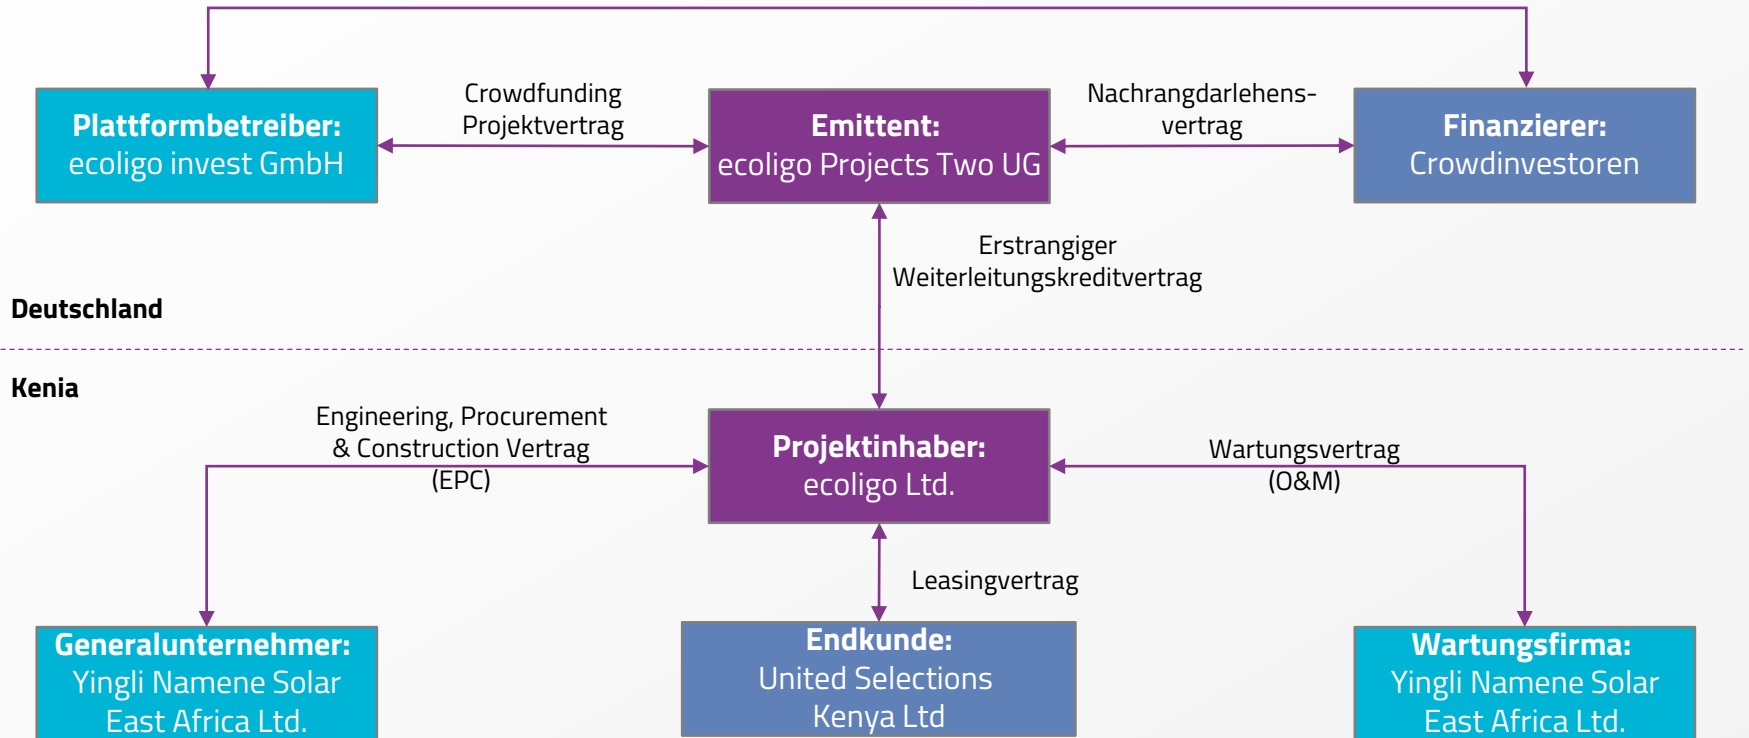 Plattformbetreiber:
ecoligo invest GmbH
Crowdfunding
Projektvertrag
Emittent:
ecoligo Projects Two UG
Nachrangdarlehens-
vertrag
Finanzierer:
Crowdinvestoren
Erstrangiger
Weiterleitungskreditvertrag
Deutschland
Kenia
Engineering, Procurement
& Construction Vertrag
(EPC)
Projektinhaber:
ecoligo Ltd.
Wartungsvertrag
(O&M)
Leasingvertrag
Generalunternehmer:
Yingli Namene Solar
East Africa Ltd.
Endkunde:
United Selections
Kenya Ltd
Wartungsfirma:
Yingli Namene Solar
East Africa Ltd.